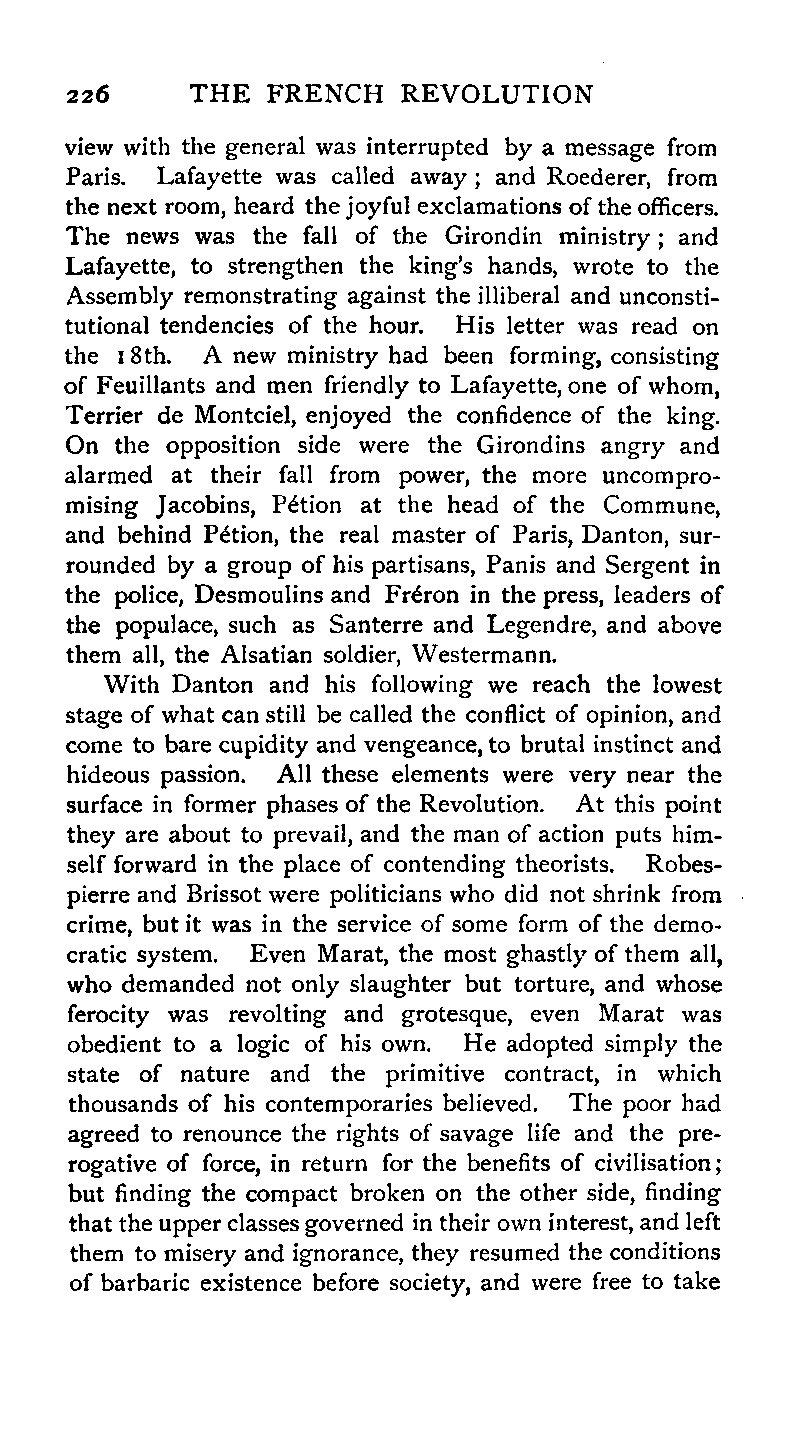 226 THE FRENCH REVOLUTION
view with the general was interrupted by a message from
Paris. Lafayette was called away ; and Roederer, from
the next room, heard the joyful exclamations of the officers.
The news was the fall of the Girondin ministry ; and
Lafayette, to strengthen the king's hands, wrote to the
Assembly remonstrating against the illiberal and unconsti-
tutional tendencies of the hour. His letter was read on
the 18th. A new ministry had been forming, consisting
of Feuillants and men friendly to Lafayette, one of whom,
Terrier de Montciel, enjoyed the confidence of the king.
On the opposition side were the Girondins angry and
alarmed at their fall from power, the more uncompro-
mising Jacobins, Pétion at the head of the Commune,
and behind Pétion, the real master of Paris, Danton, sur-
rounded by a group of his partisans, Panis and Sergent in
the police, Desmoulins and Fréron in the press, leaders of
the populace, such as Santerre and Legendre, and above
them all, the Alsatian soldier, Westermann.
With Danton and his following we reach the lowest
stage of what can still be called the conflict of opinion, and
come to bare cupidity and vengeance, to brutal instinct and
hideous passion. All these elements were very near the
surface in former phases of the Revolution. At this point
they are about to prevail, and the man of action puts him-
self forward in the place of contending theorists. Robes-
pierre and Brissot were politicians who did not shrink from
crime, but it was in the service of some form of the demo-
cratic system. Even Marat, the most ghastly of them all,
who demanded not only slaughter but torture, and whose
ferocity was revolting and grotesque, even Marat was
obedient to a logic of his own. He adopted simply the
state of nature and the primitive contract, in which
thousands of his contemporaries believed. The poor had
agreed to renounce the rights of savage life and the pre-
rogative of force, in return for the benefits of civilisation;
but finding the compact broken on the other side, finding
that the upper classes governed in their own interest, and left
them to misery and ignorance, they resumed the conditions
of barbaric existence before society, and were free to take